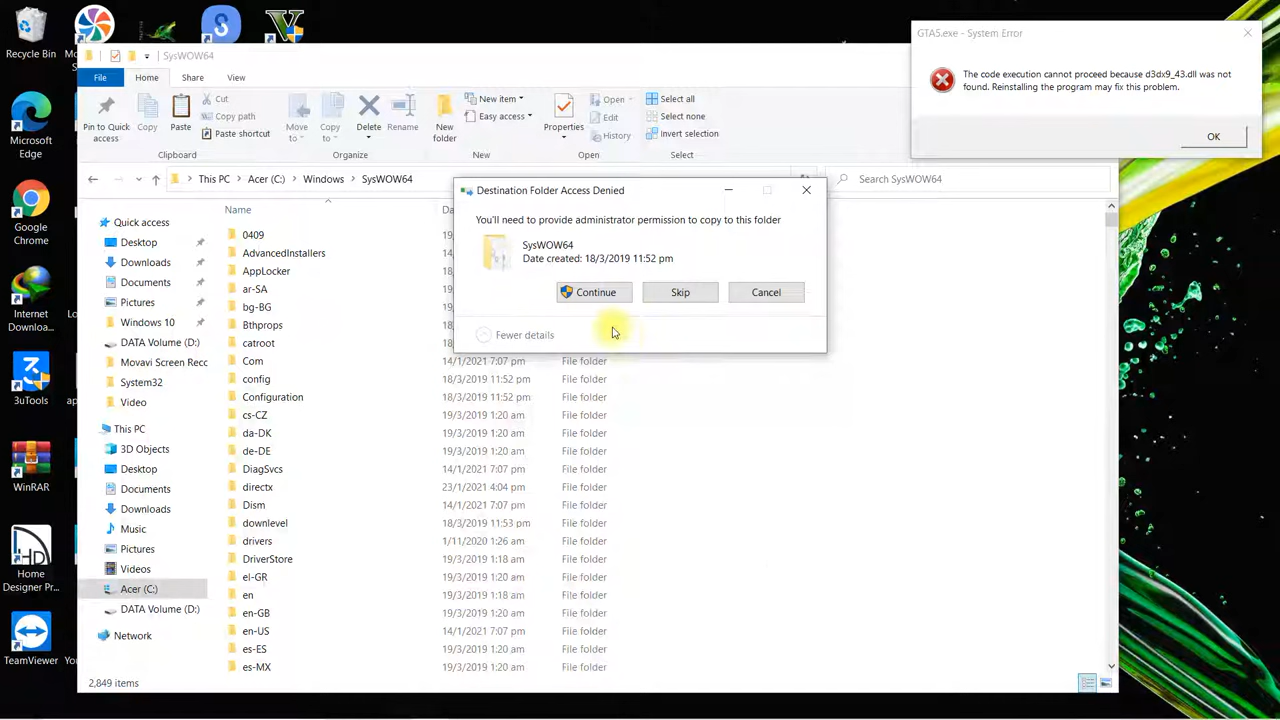 Recycle Bin
Microsoft
Edge
Google
Chrome
Internet
Downloa...
3uTools
WinRAR
Home
Designer Pr...
TeamViewer
SysWOW64
File
Home
Share
View
Pin to Quick
access
Copy
Paste
Cut
Copy path
Paste shortcut
Clipboard
Move
to
Copy
to
Delete
Rename
Organize
New
folder
New item
Easy access
New
Properties
Open
Edit
History
Open
Select all
Select none
Invert selection
Select
This PC > Acer (C:) > Windows > SysWOW64
Search SysWOW64
Quick access
Desktop
Downloads
Documents
Pictures
Windows 10
DATA Volume (D:)
Movavi Screen Recc
System32
Video
This PC
3D Objects
Desktop
Documents
Downloads
Music
Pictures
Videos
Acer (C:)
DATA Volume (D:)
Network
Name
0409
AdvancedInstallers
AppLocker
ar-SA
bg-BG
Bthprops
catroot
Com 14/1/2021 7:07 pm File folder
config 18/3/2019 11:52 pm File folder
Configuration 18/3/2019 11:52 pm File folder
cs-CZ 19/3/2019 1:20 am File folder
da-DK 19/3/2019 1:20 am File folder
de-DE 19/3/2019 1:20 am File folder
DiagSvcs 14/1/2021 7:07 pm File folder
directx 23/1/2021 4:04 pm File folder
Dism 14/1/2021 7:07 pm File folder
downlevel 18/3/2019 11:53 pm File folder
drivers 1/11/2020 1:26 am File folder
DriverStore 19/3/2019 1:18 am File folder
el-GR 19/3/2019 1:20 am File folder
en 19/3/2019 1:18 am File folder
en-GB 19/3/2019 1:20 am File folder
en-US 14/1/2021 7:07 pm File folder
es-ES 19/3/2019 1:20 am File folder
es-MX 19/3/2019 1:20 am File folder
2,849 items
Destination Folder Access Denied
You'll need to provide administrator permission to copy to this folder
SysWOW64
Date created: 18/3/2019 11:52 pm
Continue
Skip
Cancel
Fewer details
GTA5.exe - System Error
The code execution cannot proceed because d3dx9_43.dll was not
found. Reinstalling the program may fix this problem.
OK